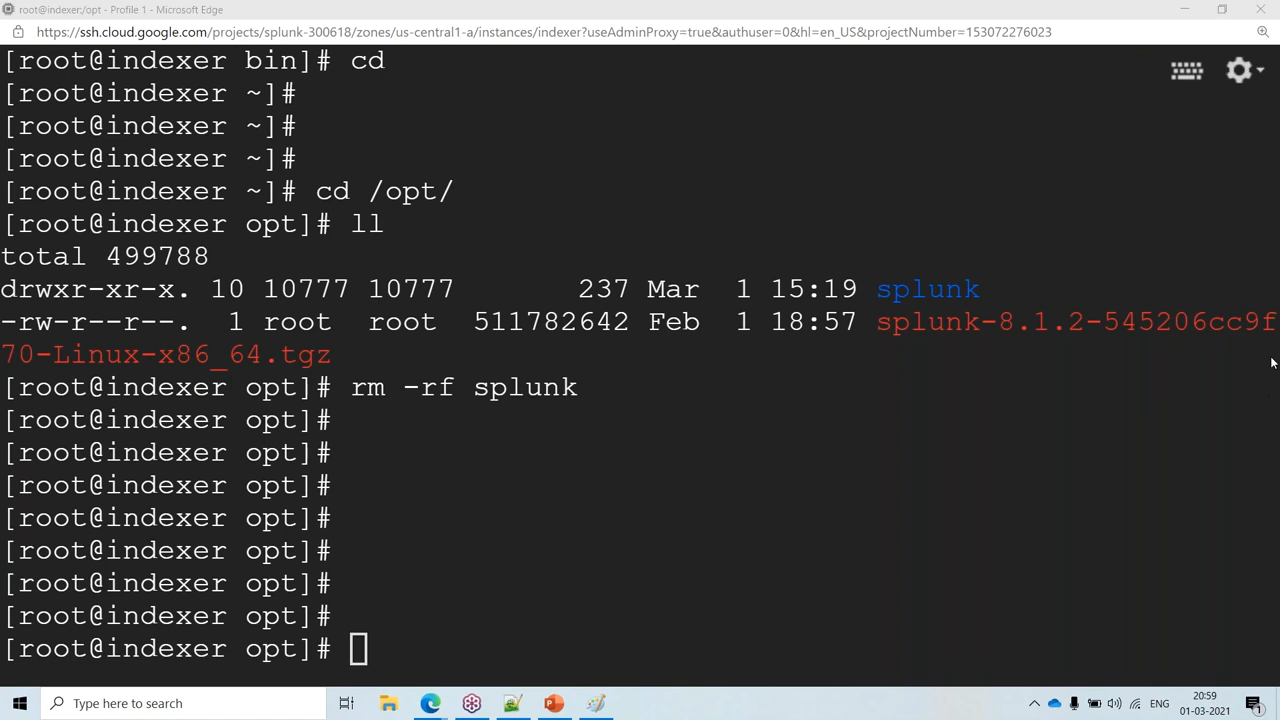 root@indexer:/opt - Profile 1 - Microsoft Edge
https://ssh.cloud.google.com/projects/splunk-300618/zones/us-central1-a/instances/indexer?useAdminProxy=true&authuser=0&hl=en_US&projectNumber=153072276023
[root@indexer bin]# cd
[root@indexer ~]#
[root@indexer ~]#
[root@indexer ~]#
[root@indexer ~]# cd /opt/
[root@indexer opt]# ll
total 499788
drwxr-xr-x. 10 10777 10777       237 Mar  1 15:19 splunk
-rw-r--r--.  1 root  root  511782642 Feb  1 18:57 splunk-8.1.2-545206cc9f
70-Linux-x86_64.tgz
[root@indexer opt]# rm -rf splunk
[root@indexer opt]#
[root@indexer opt]#
[root@indexer opt]#
[root@indexer opt]#
[root@indexer opt]#
[root@indexer opt]#
[root@indexer opt]#
[root@indexer opt]#
Type here to search
ENG
20:59
01-03-2021
1